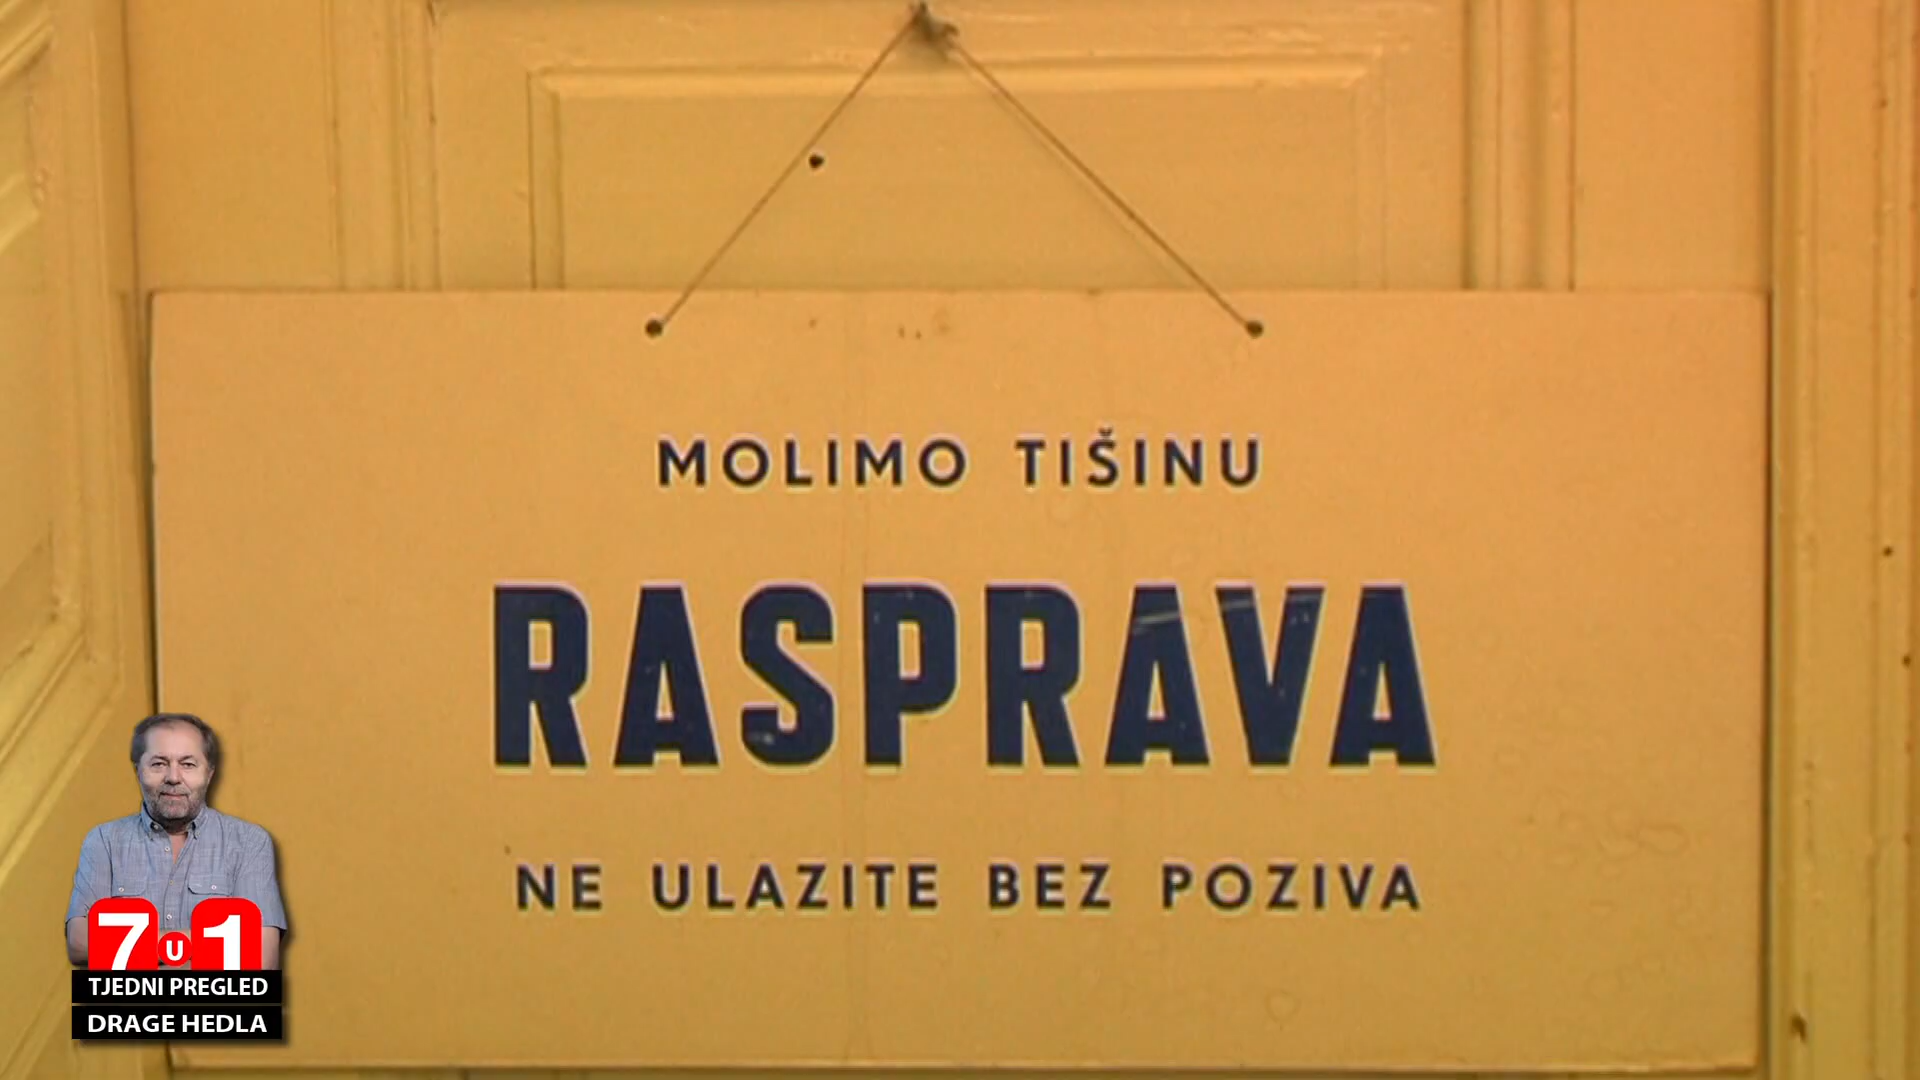 MOLIMO TIŠINU
RASPRAVA
NE ULAZITE BEZ POZIVA
7 U 1
TJEDNI PREGLED
DRAGE HEDLA